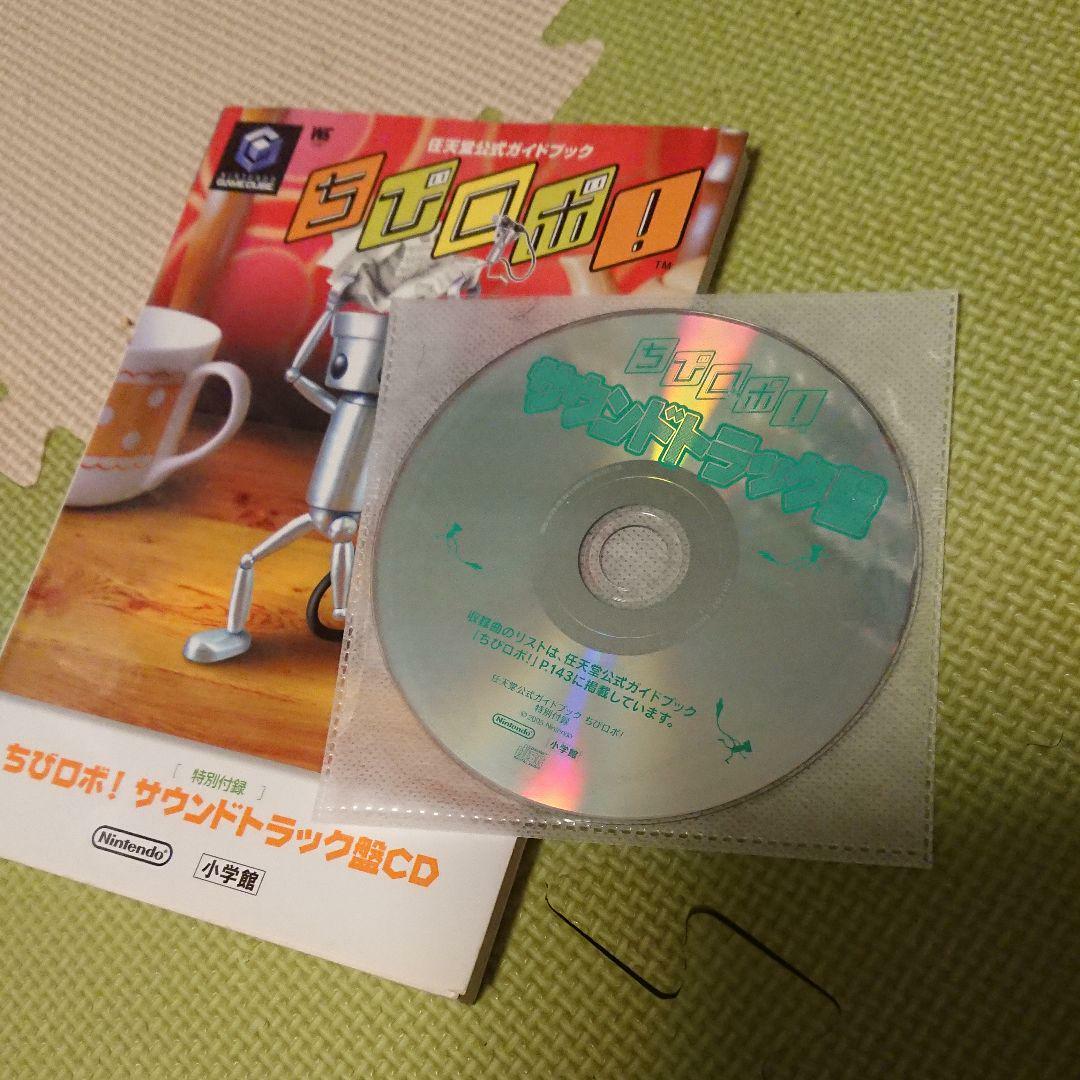 NINTENDO
GAMECUBE
任天堂公式ガイドブック
ちびロボ!
TM
ちびロボ!
サウンドトラック盤
収録曲のリストは、任天堂公式ガイドブック
「ちびロボ!」P.143に掲載しています。
任天堂公式ガイドブック ちびロボ!
特別付録
© 2005 Nintendo
Nintendo
小学館
[ 特別付録 ]
ちびロボ! サウンドトラック盤CD
Nintendo
小学館